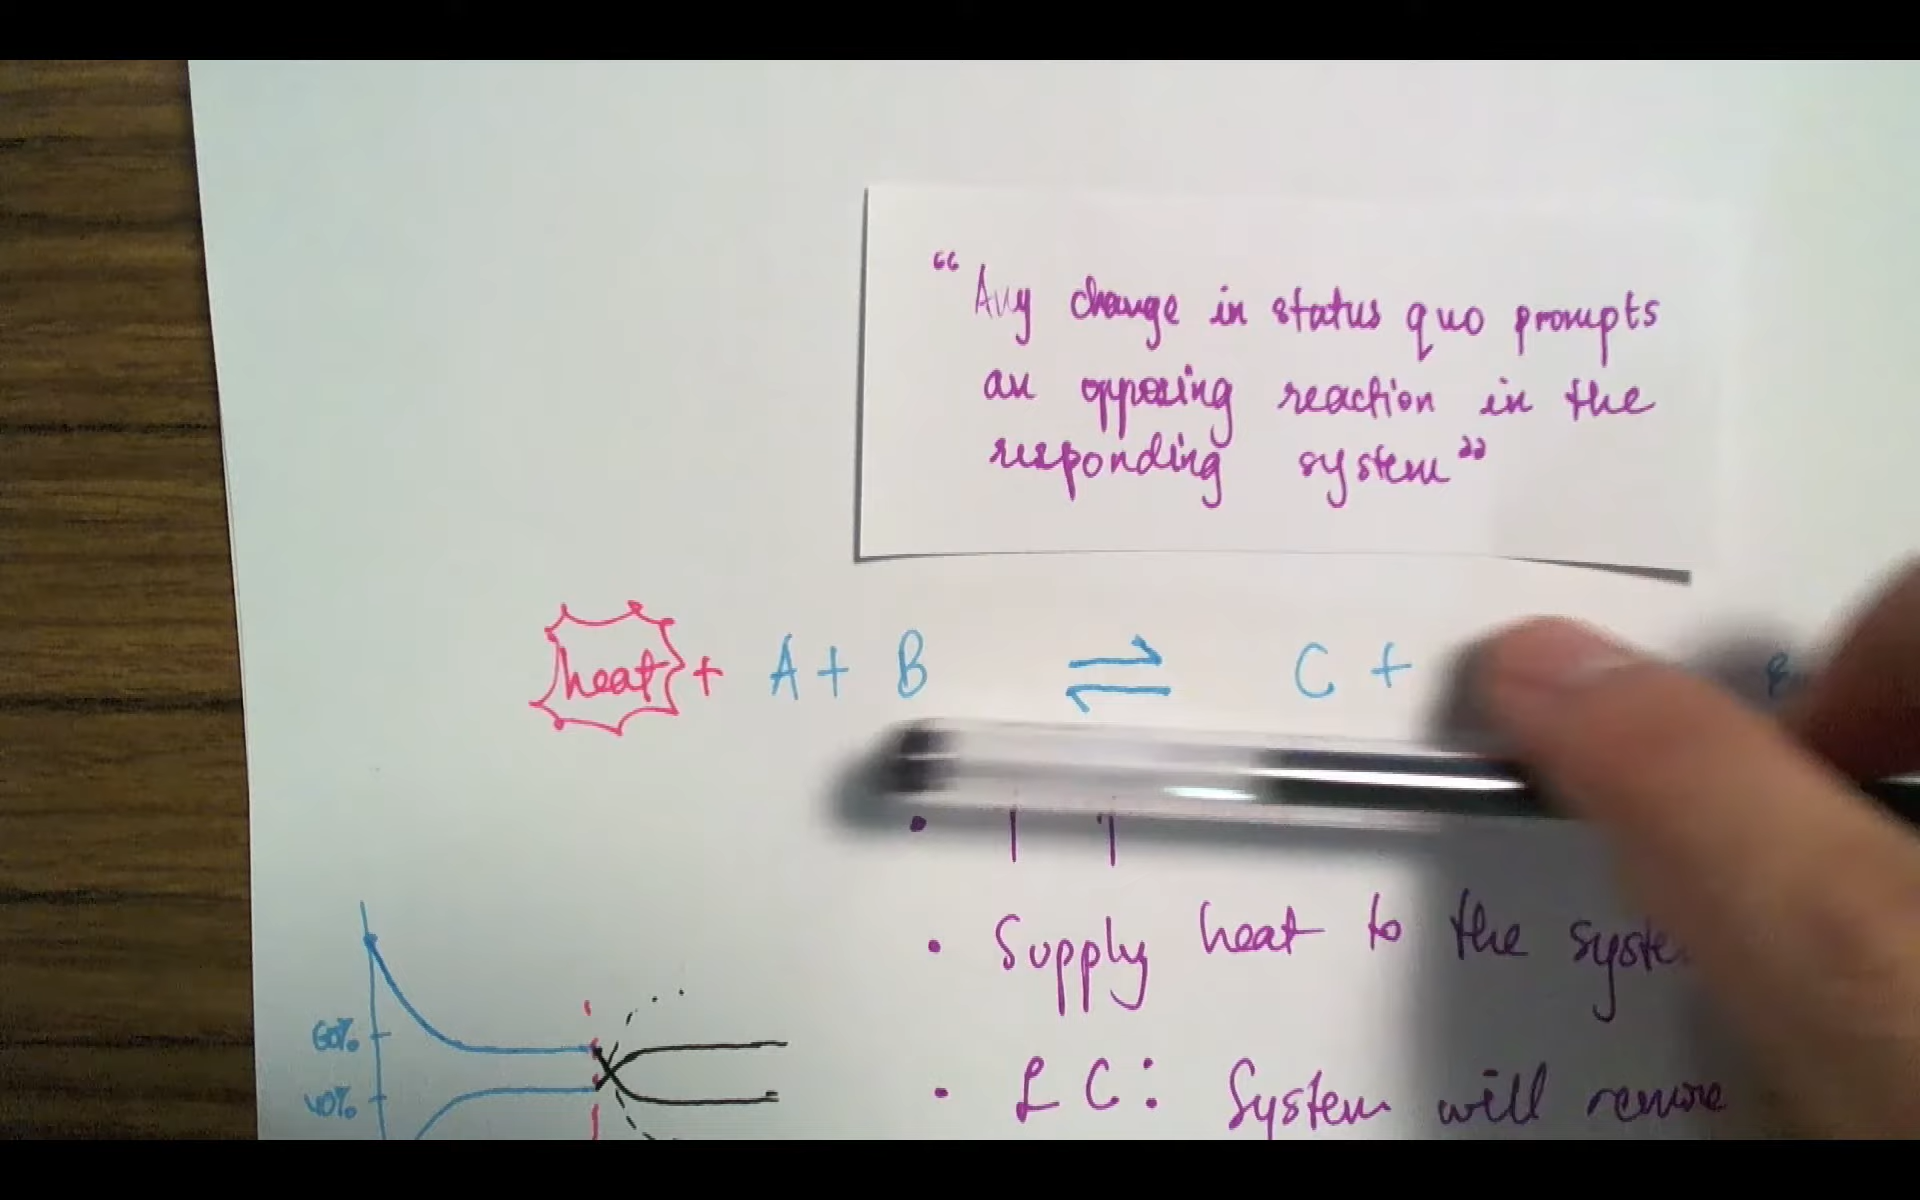 “Any change in status quo prompts
an opposing reaction in the
responding system”
heat + A + B ⇌ C +
• Supply heat to the
• LC: System will remove
60%
40%